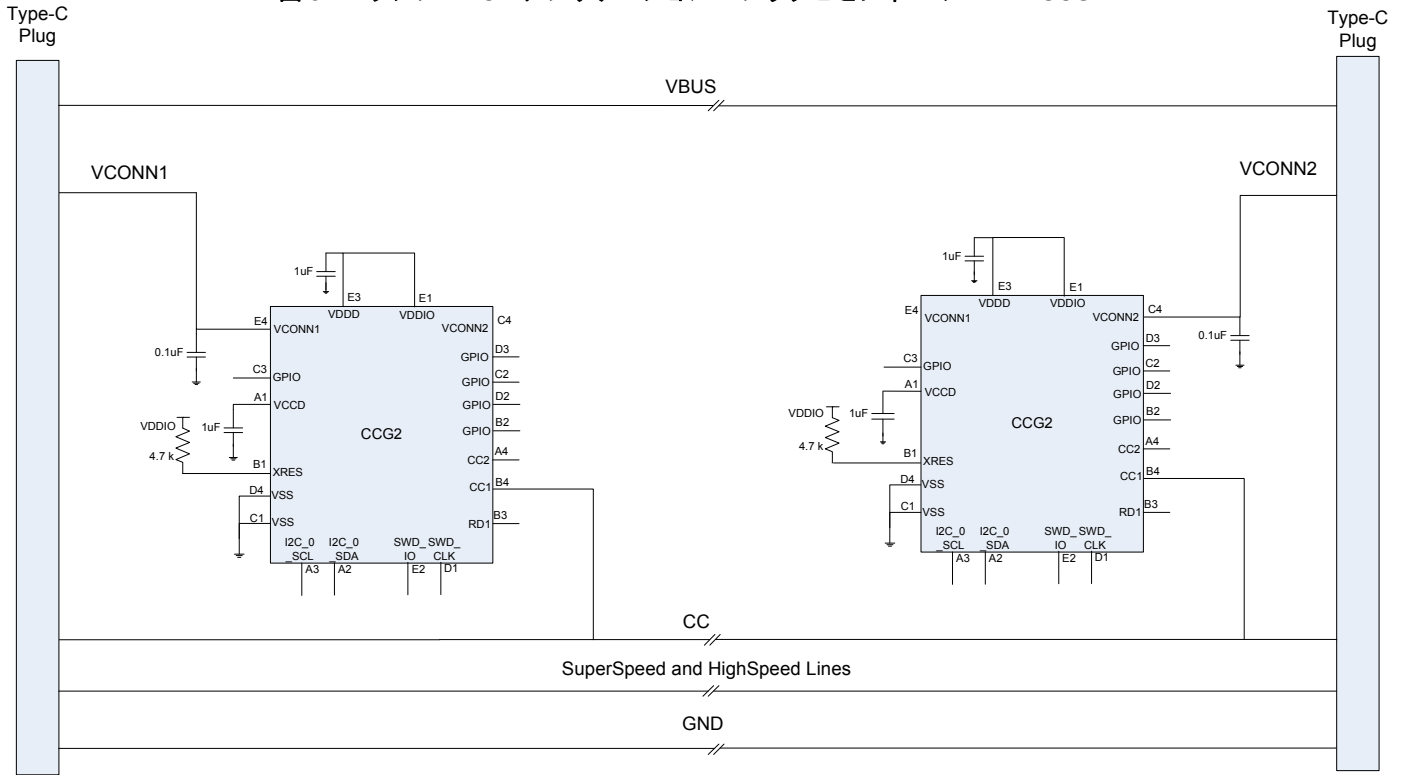 Type-C
Plug
Type-C
Plug
VBUS
VCONN1
VCONN2
1uF
E3
E1
VDDD
VDDIO
E4
VCONN1
VCONN2
C4
0.1uF
GPIO
D3
C3
GPIO
GPIO
C2
A1
VCCD
GPIO
D2
VDDIO
1uF
GPIO
B2
CCG2
4.7 k
CC2
A4
B1
XRES
CC1
B4
D4
VSS
C1
VSS
RD1
B3
I2C_0
_SCL
I2C_0
_SDA
SWD_
IO
SWD_
CLK
A3
A2
E2
D1
1uF
E3
E1
VDDD
VDDIO
E4
VCONN1
VCONN2
C4
0.1uF
GPIO
D3
C3
GPIO
GPIO
C2
A1
VCCD
GPIO
D2
VDDIO
1uF
GPIO
B2
CCG2
4.7 k
CC2
A4
B1
XRES
CC1
B4
D4
VSS
C1
VSS
RD1
B3
I2C_0
_SCL
I2C_0
_SDA
SWD_
IO
SWD_
CLK
A3
A2
E2
D1
CC
SuperSpeed and HighSpeed Lines
GND